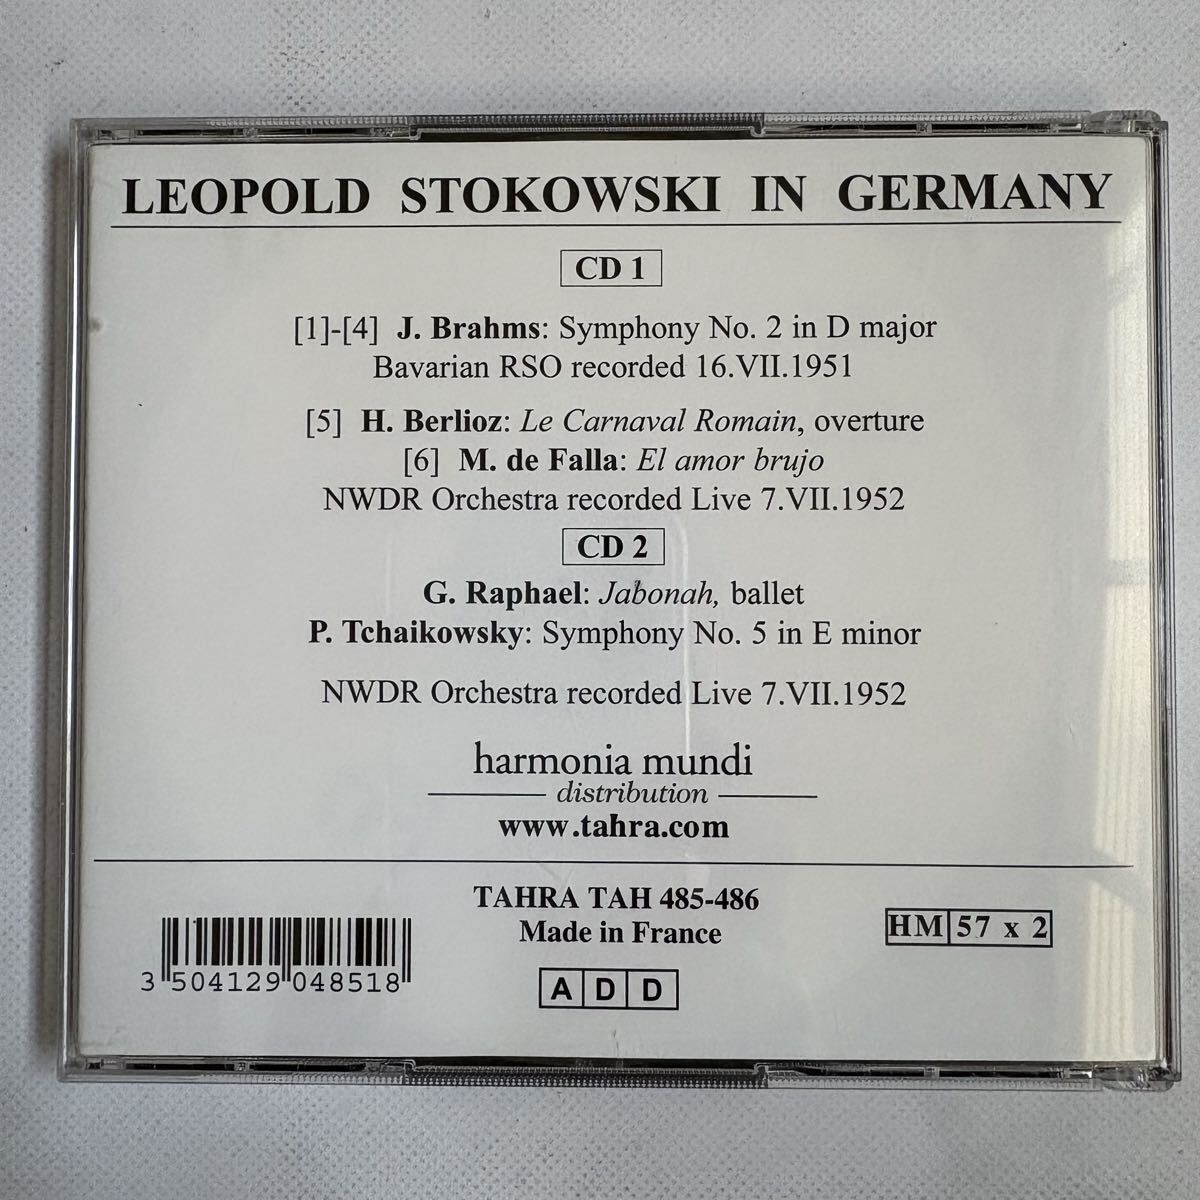 LEOPOLD STOKOWSKI IN GERMANY
CD 1
[1]-[4] J. Brahms: Symphony No. 2 in D major
Bavarian RSO recorded 16.VII.1951
[5] H. Berlioz: Le Carnaval Romain, overture
[6] M. de Falla: El amor brujo
NWDR Orchestra recorded Live 7.VII.1952
CD 2
G. Raphael: Jabonah, ballet
P. Tchaikowsky: Symphony No. 5 in E minor
NWDR Orchestra recorded Live 7.VII.1952
harmonia mundi
distribution
www.tahra.com
TAHRA TAH 485-486
Made in France
HM 57 x 2
3 504129 048518
A D D